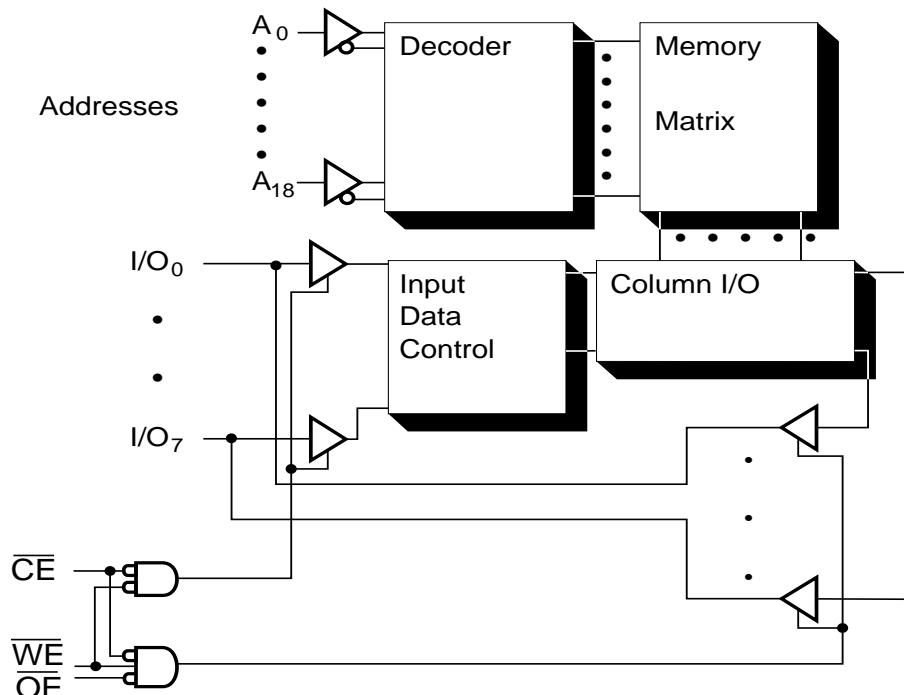 A0
Decoder
Memory
Addresses
Matrix
A18
I/O0
Input
Column I/O
Data
Control
I/O7
CE
WE
OE